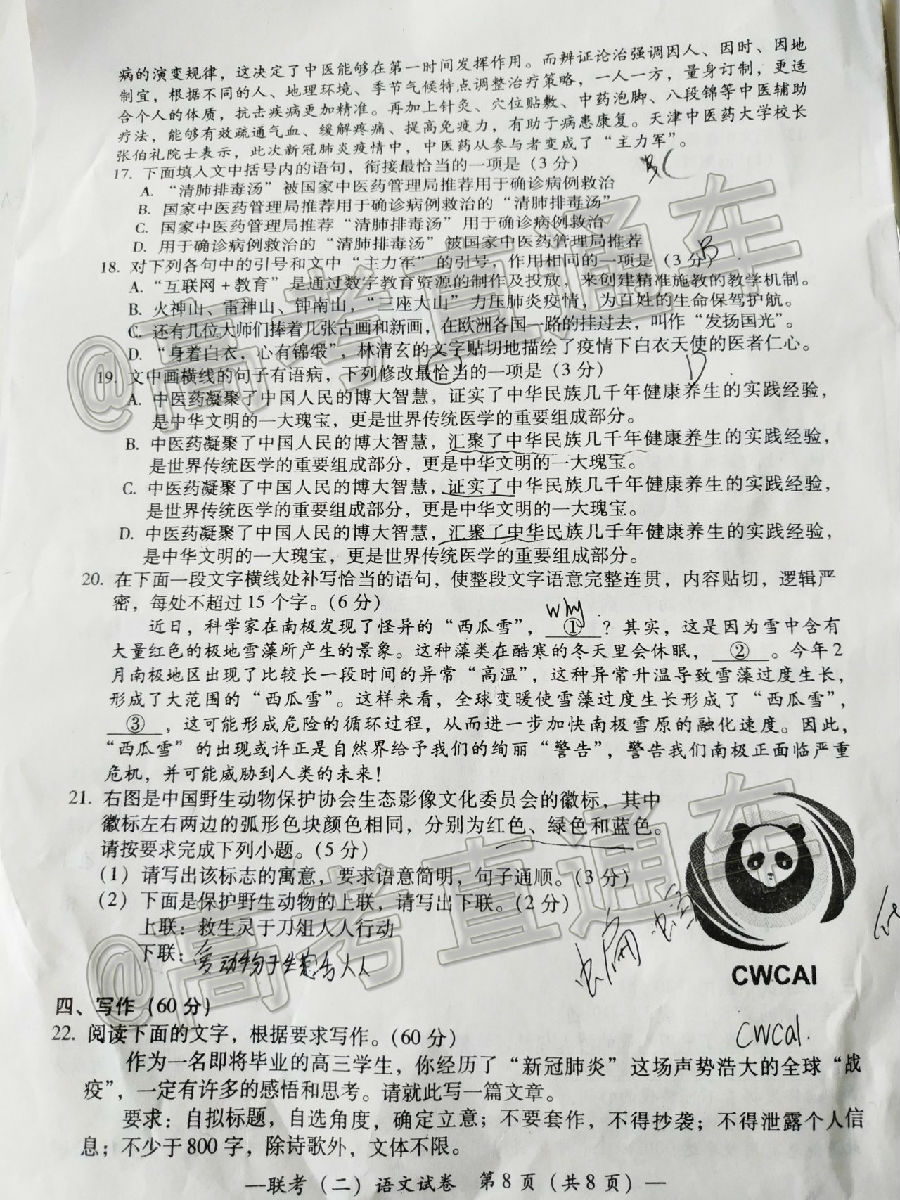 病的演变规律，这决定了中医能够在第一时间发挥作用。而辨证论治强调因人、因时、因地
制宜，根据不同的人、地理环境、季节气候特点调整治疗策略，一人一方，量身订制，更适
合个人的体质，抗击疾病更加精准。再加上针灸、穴位贴敷、中药泡脚、八段锦等中医辅助
疗法，能够有效疏通气血、缓解疼痛、提高免疫力，有助于病患康复。天津中医药大学校长
张伯礼院士表示，此次新冠肺炎疫情中，中医药从参与者变成了“主力军”。
17. 下面填入文中括号内的语句，衔接最恰当的一项是（3 分）
C
A. “清肺排毒汤”被国家中医药管理局推荐用于确诊病例救治
B. 国家中医药管理局推荐用于确诊病例救治的“清肺排毒汤”
C. 国家中医药管理局推荐“清肺排毒汤”用于确诊病例救治
D. 用于确诊病例救治的“清肺排毒汤”被国家中医药管理局推荐
18. 对下列各句中的引号和文中“主力军”的引号，作用相同的一项是（3 分）
B
A. “互联网＋教育”是通过数字教育资源的制作及投放，来创建精准施教的教学机制。
B. 火神山、雷神山、钟南山，“三座大山”力压肺炎疫情，为百姓的生命保驾护航。
C. 还有几位大师们捧着几张古画和新画，在欧洲各国一路的挂过去，叫作“发扬国光”。
D. “身着白衣，心有锦缎”，林清玄的文字贴切地描绘了疫情下白衣天使的医者仁心。
19. 文中画横线的句子有语病，下列修改最恰当的一项是（3 分）
D
A. 中医药凝聚了中国人民的博大智慧，证实了中华民族几千年健康养生的实践经验，
是中华文明的一大瑰宝，更是世界传统医学的重要组成部分。
B. 中医药凝聚了中国人民的博大智慧，汇聚了中华民族几千年健康养生的实践经验，
是世界传统医学的重要组成部分，更是中华文明的一大瑰宝。
C. 中医药凝聚了中国人民的博大智慧，证实了中华民族几千年健康养生的实践经验，
是世界传统医学的重要组成部分，更是中华文明的一大瑰宝。
D. 中医药凝聚了中国人民的博大智慧，汇聚了中华民族几千年健康养生的实践经验，
是中华文明的一大瑰宝，更是世界传统医学的重要组成部分。
20. 在下面一段文字横线处补写恰当的语句，使整段文字语意完整连贯，内容贴切，逻辑严
密，每处不超过 15 个字。（6 分）
why
近日，科学家在南极发现了怪异的“西瓜雪”，①？其实，这是因为雪中含有
大量红色的极地雪藻所产生的景象。这种藻类在酷寒的冬天里会休眠，②。今年 2
月南极地区出现了比较长一段时间的异常“高温”，这种异常升温导致雪藻过度生长，
形成了大范围的“西瓜雪”。这样来看，全球变暖使雪藻过度生长形成了“西瓜雪”，
③，这可能形成危险的循环过程，从而进一步加快南极雪原的融化速度。因此，
“西瓜雪”的出现或许正是自然界给予我们的绚丽“警告”，警告我们南极正面临严重
危机，并可能威胁到人类的未来！
21. 右图是中国野生动物保护协会生态影像文化委员会的徽标，其中
徽标左右两边的弧形色块颜色相同，分别为红色、绿色和蓝色。
请按要求完成下列小题。（5 分）
（1）请写出该标志的寓意，要求语意简明，句子通顺。（3 分）
（2）下面是保护野生动物的上联，请写出下联。（2 分）
上联：救生灵于刀俎人人行动
下联：
CWCAI
CWCAI.
四、写作（60 分）
22. 阅读下面的文字，根据要求写作。（60 分）
作为一名即将毕业的高三学生，你经历了“新冠肺炎”这场声势浩大的全球“战
疫”，一定有许多的感悟和思考。请就此写一篇文章。
要求：自拟标题，自选角度，确定立意；不要套作，不得抄袭；不得泄露个人信
息；不少于 800 字，除诗歌外，文体不限。
—联考（二）语文试卷 第 8 页（共 8 页）—
@高考直通车
@高考直通车